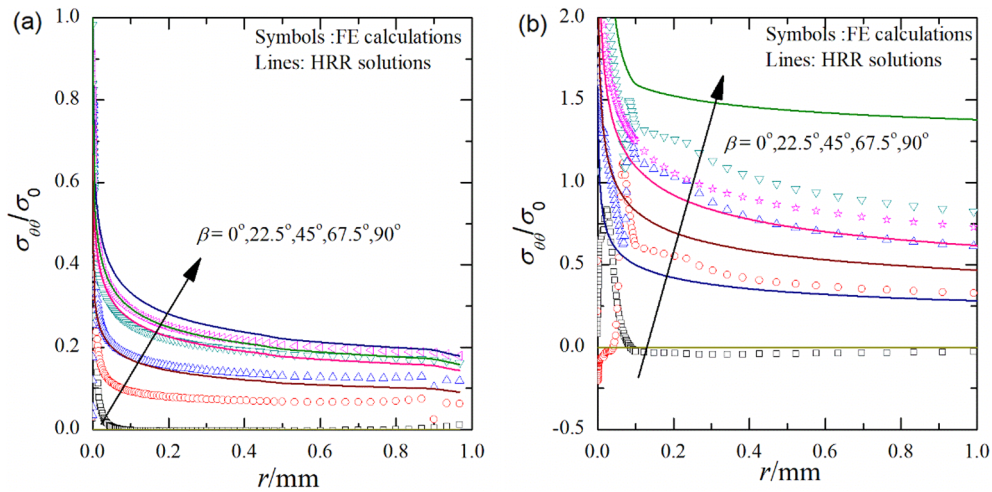 (a)
Symbols :FE calculations
Lines: HRR solutions
β = 0°,22.5°,45°,67.5°,90°
1.0
0.8
0.6
0.4
0.2
0.0
σθθ/σ0
0.0 0.2 0.4 0.6 0.8 1.0
r/mm
(b)
Symbols :FE calculations
Lines: HRR solutions
β = 0°,22.5°,45°,67.5°,90°
2.0
1.5
1.0
0.5
0.0
-0.5
σθθ/σ0
0.0 0.2 0.4 0.6 0.8 1.0
r/mm